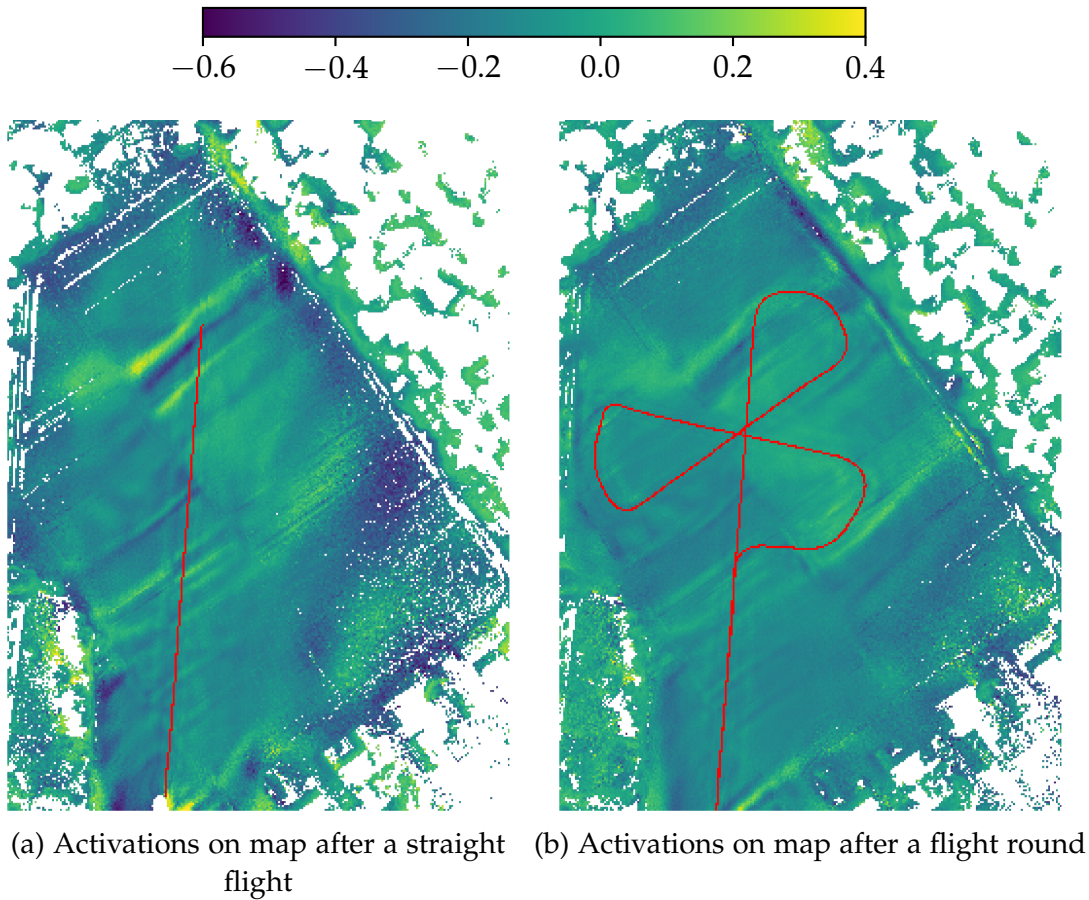 −0.6 −0.4 −0.2 0.0 0.2 0.4
(a) Activations on map after a straight
flight
(b) Activations on map after a flight round